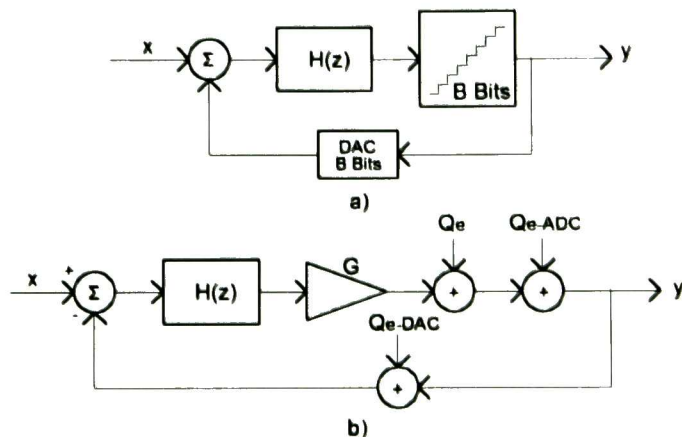 x
Σ
H(z)
B Bits
y
DAC
B Bits
a)
Qe
Qe-ADC
x
+
Σ
-
H(z)
G
+
+
y
Qe-DAC
+
b)